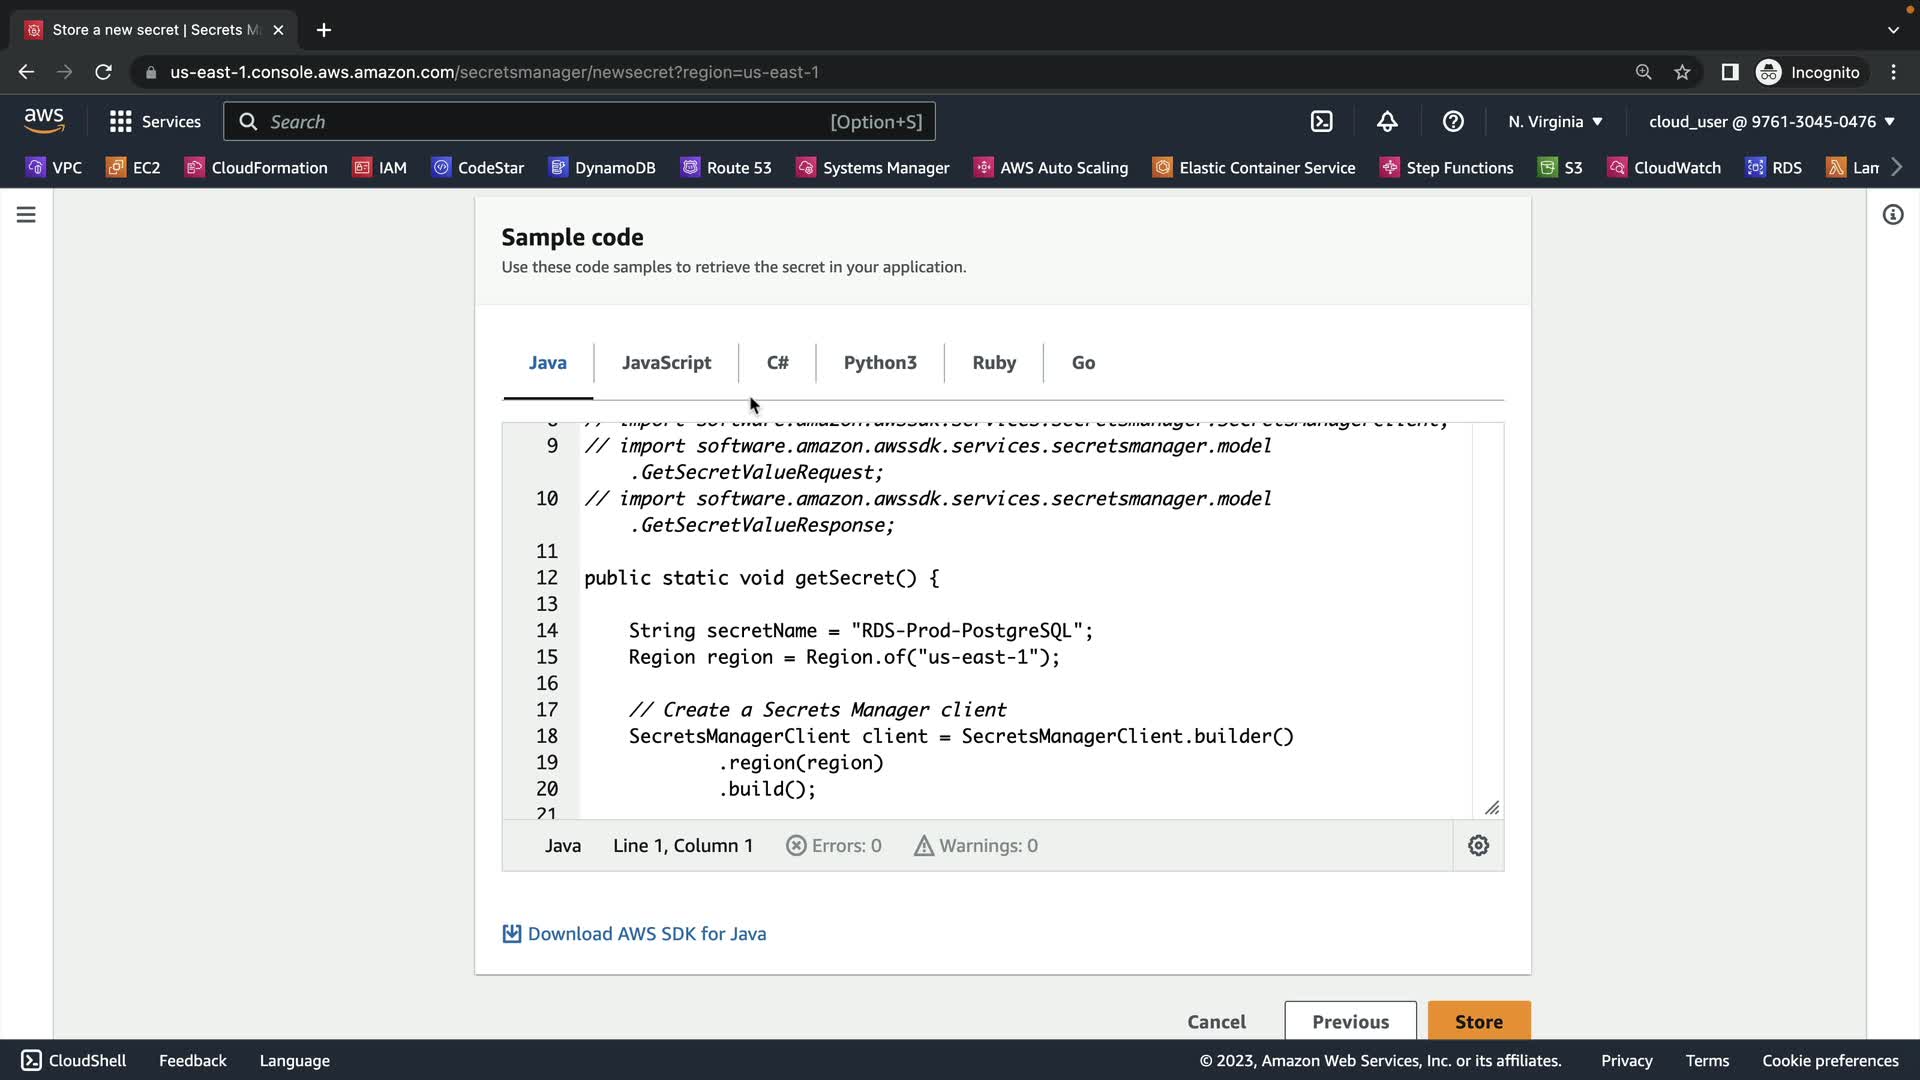 Store a new secret | Secrets M
us-east-1.console.aws.amazon.com/secretsmanager/newsecret?region=us-east-1
Incognito
aws
Services
Search
[Option+S]
N. Virginia
cloud_user @ 9761-3045-0476
VPC
EC2
CloudFormation
IAM
CodeStar
DynamoDB
Route 53
Systems Manager
AWS Auto Scaling
Elastic Container Service
Step Functions
S3
CloudWatch
RDS
Lam
Sample code
Use these code samples to retrieve the secret in your application.
Java
JavaScript
C#
Python3
Ruby
Go
8 // import software.amazon.awssdk.services.secretsmanager.SecretsManagerClient;
9 // import software.amazon.awssdk.services.secretsmanager.model
.GetSecretValueRequest;
10 // import software.amazon.awssdk.services.secretsmanager.model
.GetSecretValueResponse;
11
12 public static void getSecret() {
13
14 String secretName = "RDS-Prod-PostgreSQL";
15 Region region = Region.of("us-east-1");
16
17 // Create a Secrets Manager client
18 SecretsManagerClient client = SecretsManagerClient.builder()
19 .region(region)
20 .build();
21
Java
Line 1, Column 1
Errors: 0
Warnings: 0
Download AWS SDK for Java
Cancel
Previous
Store
CloudShell
Feedback
Language
© 2023, Amazon Web Services, Inc. or its affiliates.
Privacy
Terms
Cookie preferences